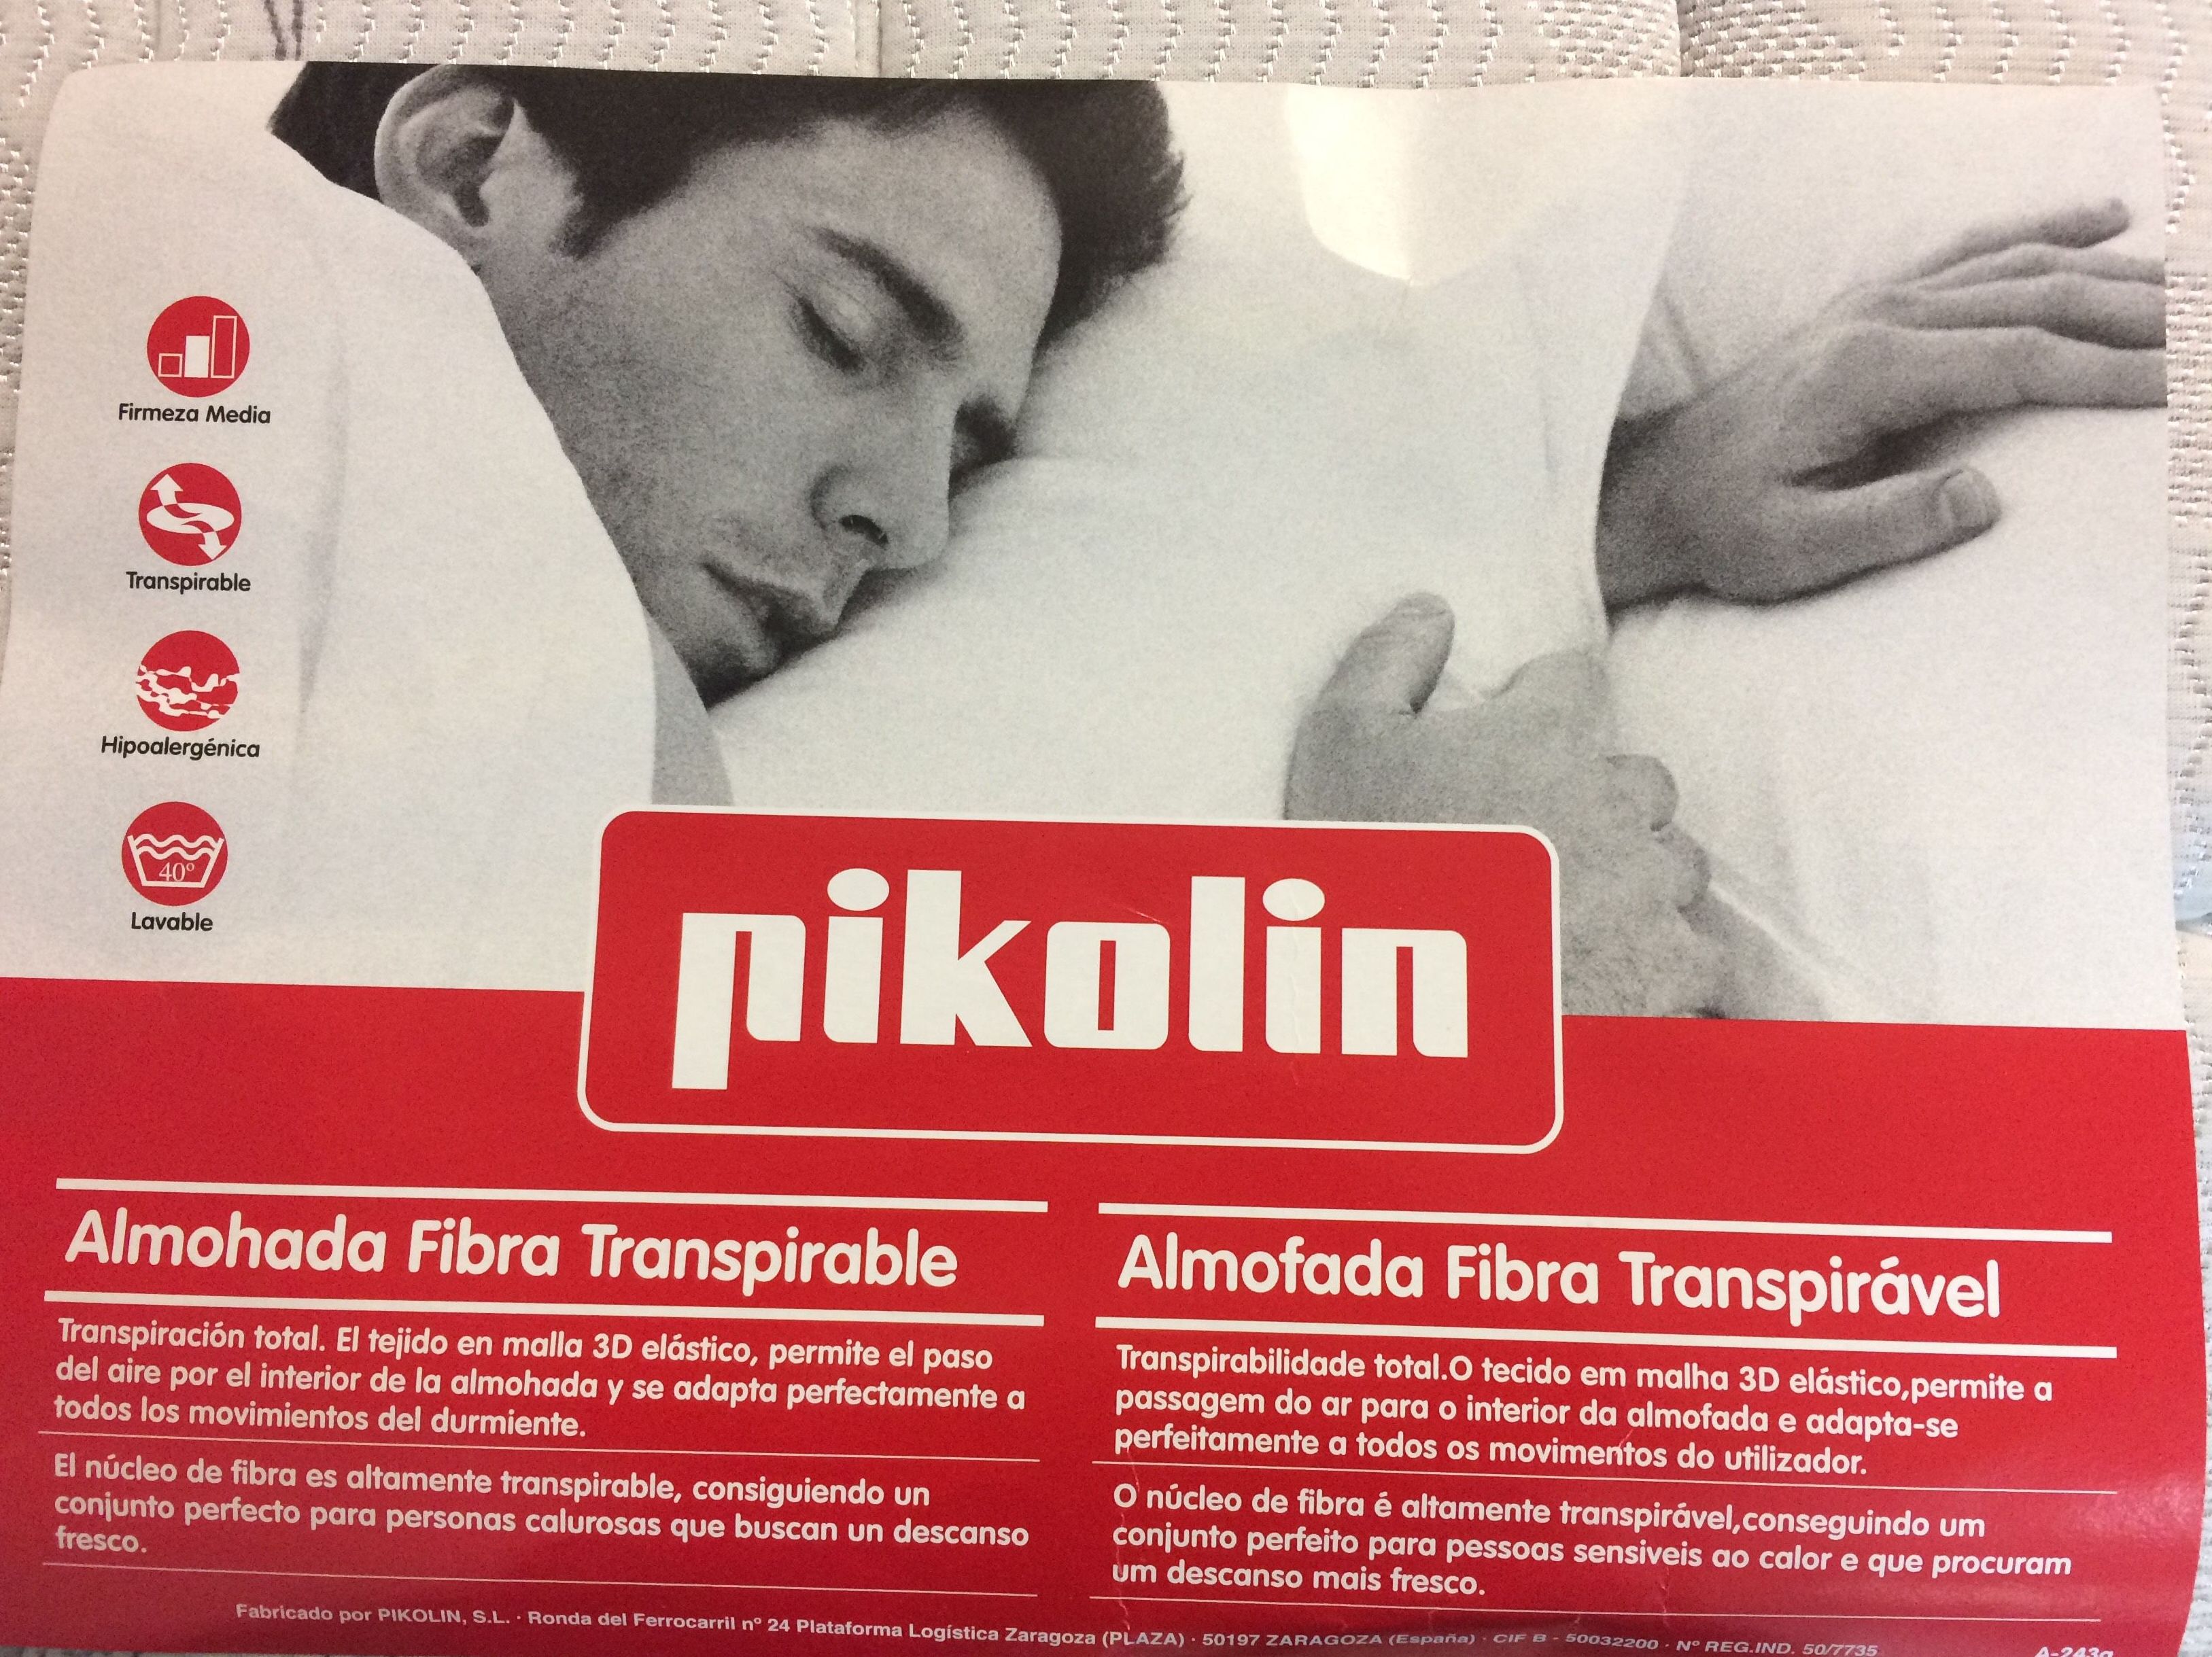 Firmeza Media
Transpirable
Hipoalergénica
40°
Lavable
pikolin
Almohada Fibra Transpirable
Transpiración total. El tejido en malla 3D elástico, permite el paso
del aire por el interior de la almohada y se adapta perfectamente a
todos los movimientos del durmiente.
El núcleo de fibra es altamente transpirable, consiguiendo un
conjunto perfecto para personas calurosas que buscan un descanso
fresco.
Almofada Fibra Transpirável
Transpirabilidade total.O tecido em malha 3D elástico,permite a
passagem do ar para o interior da almofada e adapta-se
perfeitamente a todos os movimentos do utilizador.
O núcleo de fibra é altamente transpirável,conseguindo um
conjunto perfeito para pessoas sensiveis ao calor e que procuram
um descanso mais fresco.
Fabricado por PIKOLIN, S.L. · Ronda del Ferrocarril nº 24 Plataforma Logística Zaragoza (PLAZA) · 50197 ZARAGOZA (España) · CIF B - 50032200 · Nº REG.IND. 50/7735
A-243g